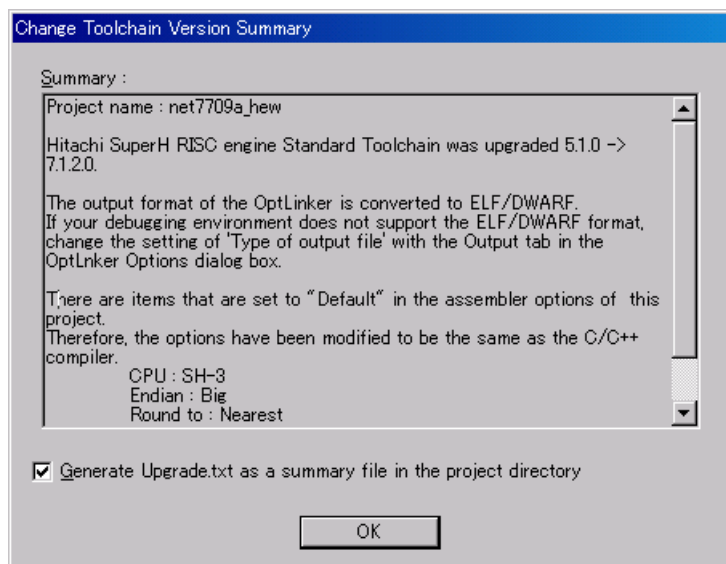 Change Toolchain Version Summary
Summary :
Project name : net7709a_hew
Hitachi SuperH RISC engine Standard Toolchain was upgraded 5.1.0 ->
7.1.2.0.
The output format of the OptLinker is converted to ELF/DWARF.
If your debugging environment does not support the ELF/DWARF format,
change the setting of 'Type of output file' with the Output tab in the
OptLnker Options dialog box.
There are items that are set to "Default" in the assembler options of  this
project.
Therefore, the options have been modified to be the same as the C/C++
compiler.
CPU : SH-3
Endian : Big
Round to : Nearest
Generate Upgrade.txt as a summary file in the project directory
OK